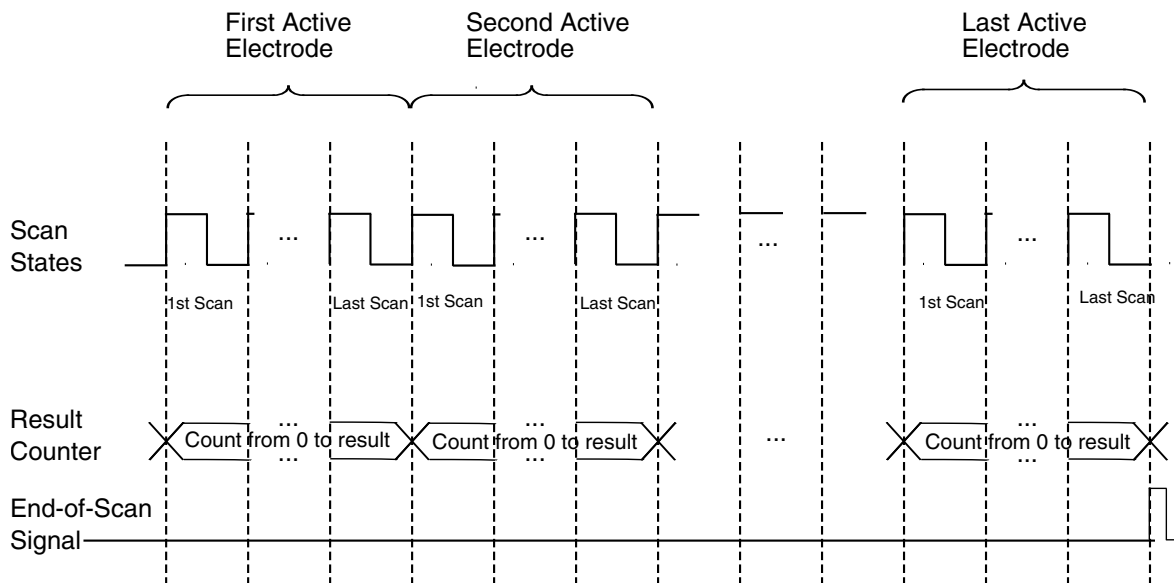 First Active
Electrode
Second Active
Electrode
Last Active
Electrode
Scan
States
...
...
...
...
1st Scan
Last Scan
1st Scan
Last Scan
1st Scan
Last Scan
Result
Counter
...
Count from 0 to result
...
...
Count from 0 to result
...
...
...
Count from 0 to result
...
End-of-Scan
Signal